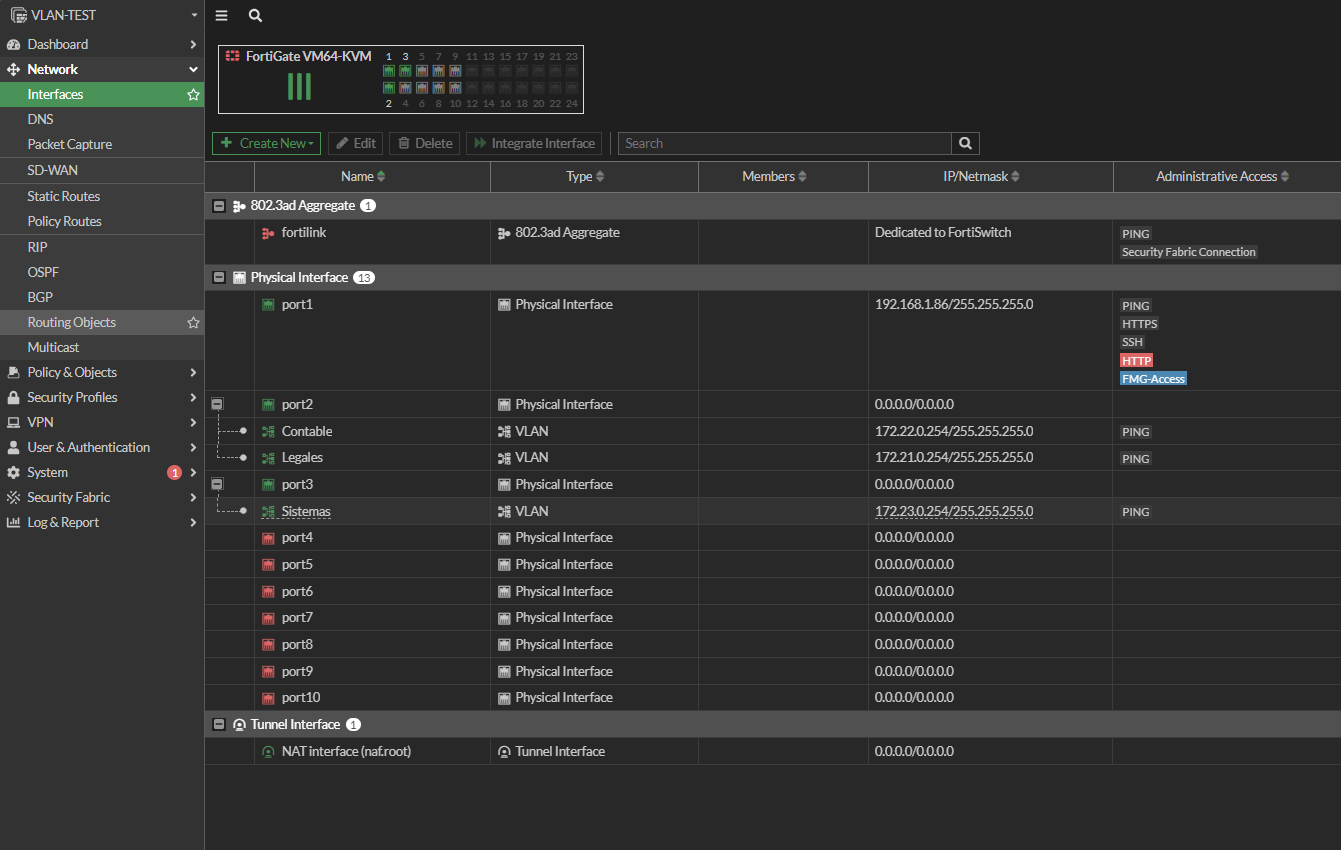 VLAN-TEST
Dashboard
Network
Interfaces
DNS
Packet Capture
SD-WAN
Static Routes
Policy Routes
RIP
OSPF
BGP
Routing Objects
Multicast
Policy & Objects
Security Profiles
VPN
User & Authentication
System 1
Security Fabric
Log & Report
FortiGate VM64-KVM
1 3 5 7 9 11 13 15 17 19 21 23
2 4 6 8 10 12 14 16 18 20 22 24
Create New Edit Delete Integrate Interface Search
Name Type Members IP/Netmask Administrative Access
802.3ad Aggregate 1
fortilink 802.3ad Aggregate Dedicated to FortiSwitch PING
Security Fabric Connection
Physical Interface 13
port1 Physical Interface 192.168.1.86/255.255.255.0 PING
HTTPS
SSH
HTTP
FMG-Access
port2 Physical Interface 0.0.0.0/0.0.0.0
Contable VLAN 172.22.0.254/255.255.255.0 PING
Legales VLAN 172.21.0.254/255.255.255.0 PING
port3 Physical Interface 0.0.0.0/0.0.0.0
Sistemas VLAN 172.23.0.254/255.255.255.0 PING
port4 Physical Interface 0.0.0.0/0.0.0.0
port5 Physical Interface 0.0.0.0/0.0.0.0
port6 Physical Interface 0.0.0.0/0.0.0.0
port7 Physical Interface 0.0.0.0/0.0.0.0
port8 Physical Interface 0.0.0.0/0.0.0.0
port9 Physical Interface 0.0.0.0/0.0.0.0
port10 Physical Interface 0.0.0.0/0.0.0.0
Tunnel Interface 1
NAT interface (naf.root) Tunnel Interface 0.0.0.0/0.0.0.0